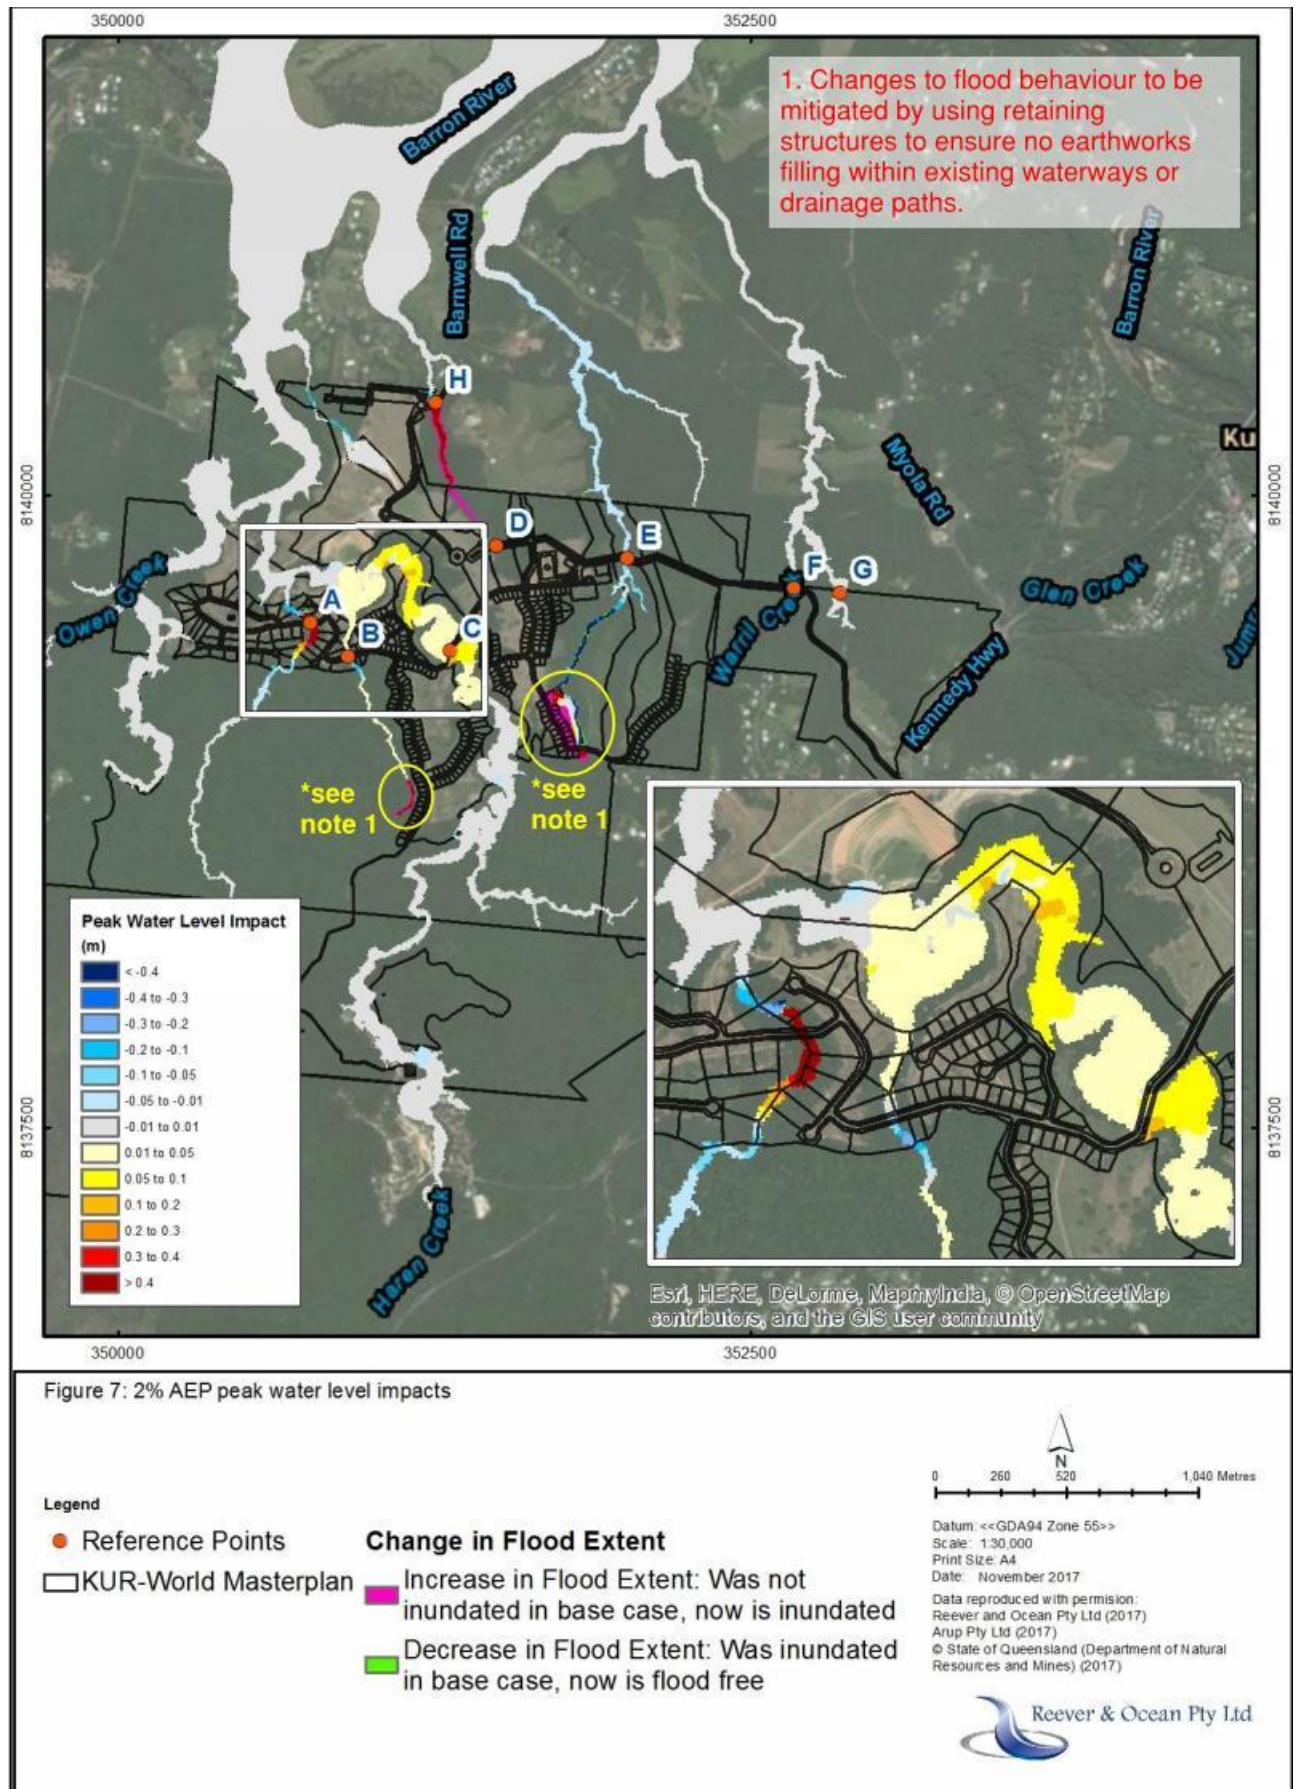 350000
352500
1. Changes to flood behaviour to be
mitigated by using retaining
structures to ensure no earthworks
filling within existing waterways or
drainage paths.
Barron River
Barnwell Rd
Barron River
H
Ku
Myola Rd
8140000
8140000
D
E
F
G
Owen Creek
A
B
C
Warril Creek
Glen Creek
Kennedy Hwy
*see
note 1
*see
note 1
Peak Water Level Impact
(m)
< -0.4
-0.4 to -0.3
-0.3 to -0.2
-0.2 to -0.1
-0.1 to -0.05
-0.05 to -0.01
-0.01 to 0.01
0.01 to 0.05
0.05 to 0.1
0.1 to 0.2
0.2 to 0.3
0.3 to 0.4
> 0.4
8137500
8137500
Haren Creek
Esri, HERE, DeLorme, MapmyIndia, © OpenStreetMap
contributors, and the GIS user community
350000
352500
Figure 7: 2% AEP peak water level impacts
N
0 260 520 1,040 Metres
Legend
Reference Points
KUR-World Masterplan
Change in Flood Extent
Increase in Flood Extent: Was not
inundated in base case, now is inundated
Decrease in Flood Extent: Was inundated
in base case, now is flood free
Datum: <<GDA94 Zone 55>>
Scale: 1:30,000
Print Size: A4
Date: November 2017
Data reproduced with permision:
Reever and Ocean Pty Ltd (2017)
Arup Pty Ltd (2017)
© State of Queensland (Department of Natural
Resources and Mines) (2017)
Reever & Ocean Pty Ltd